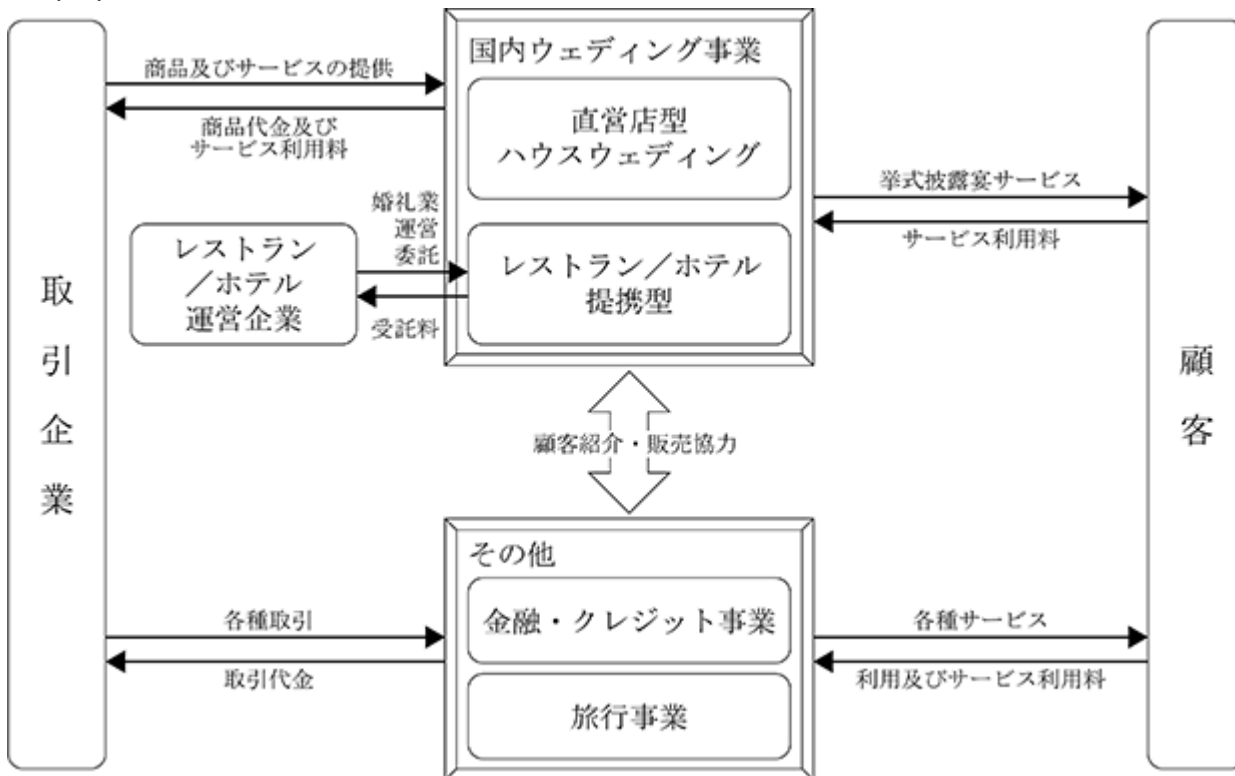 取引企業
商品及びサービスの提供
商品代金及び
サービス利用料
レストラン
／ホテル
運営企業
婚礼業
運営
委託
受託料
国内ウェディング事業
直営店型
ハウスウェディング
レストラン／ホテル
提携型
挙式披露宴サービス
サービス利用料
顧客紹介・販売協力
その他
金融・クレジット事業
旅行事業
各種取引
取引代金
各種サービス
利用及びサービス利用料
顧客